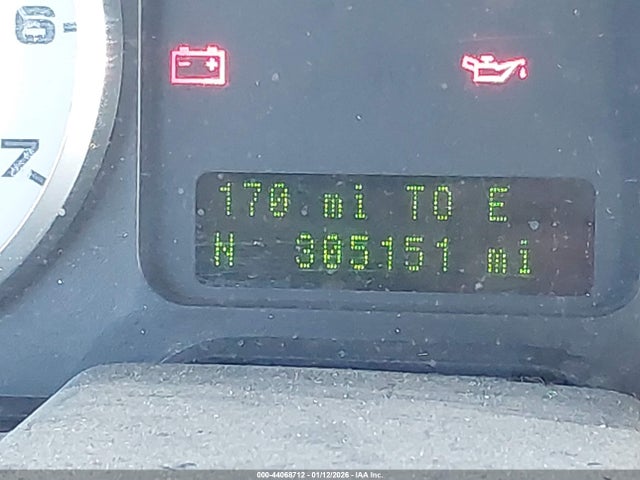 6
7
- +
170 mi TO E
N 305151 mi
000-44068712 - 01/12/2026 - IAA Inc.